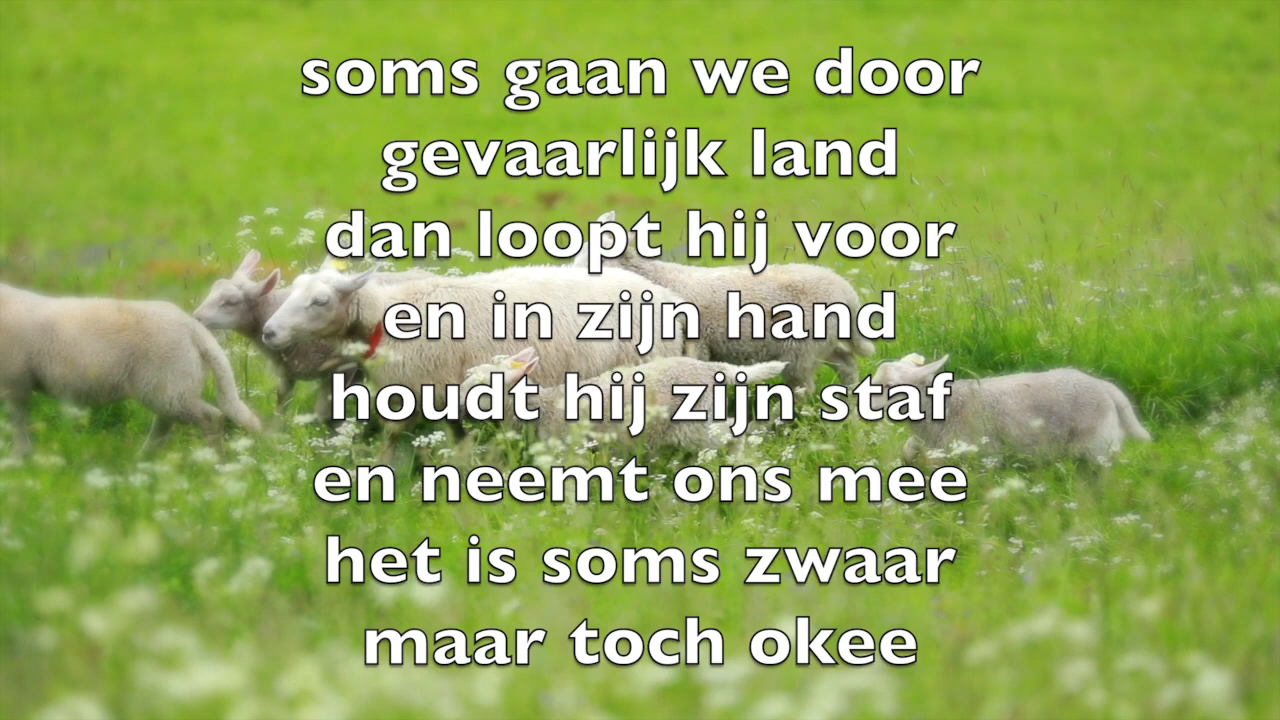 soms gaan we door
gevaarlijk land
dan loopt hij voor
en in zijn hand
houdt hij zijn staf
en neemt ons mee
het is soms zwaar
maar toch okee